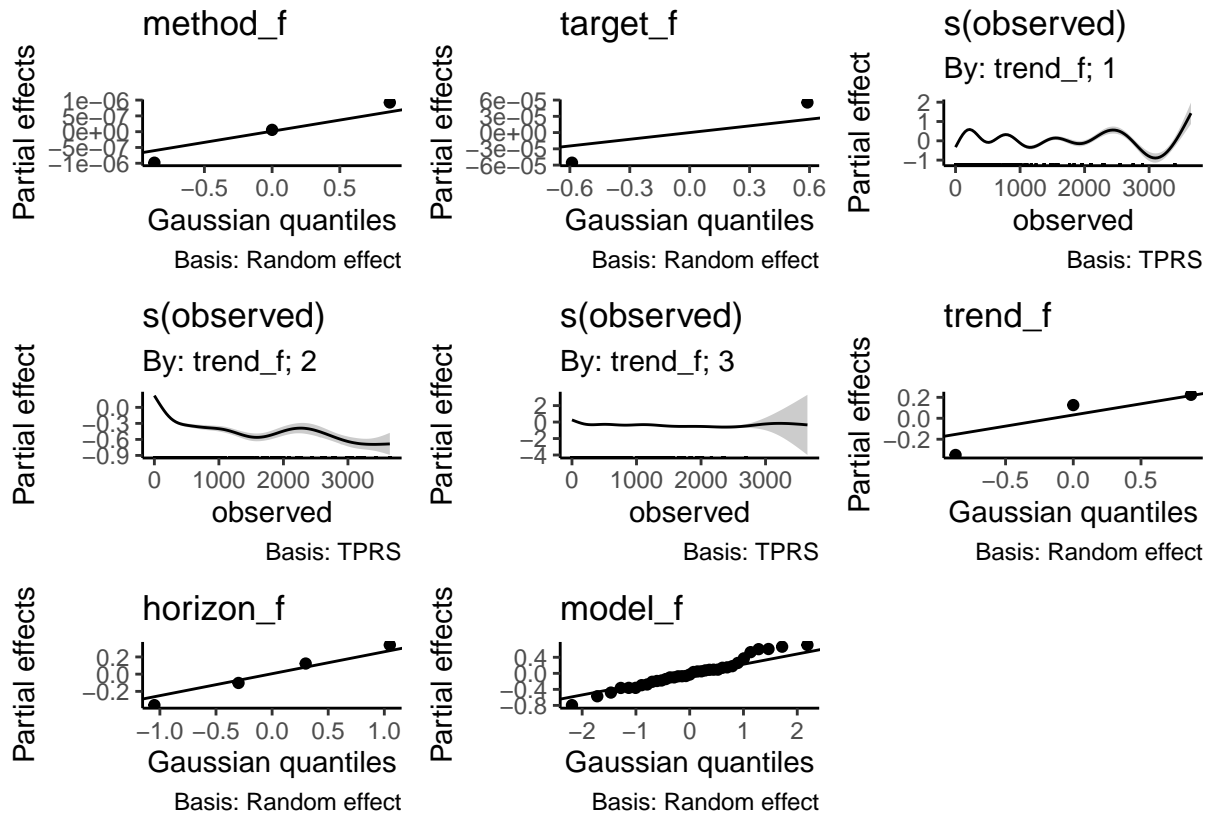 method_f
Partial effects
1e−06
5e−07
0e+00
−5e−07
−1e−06
−0.5
0.0
0.5
Gaussian quantiles
Basis: Random effect
target_f
Partial effects
6e−05
3e−05
0e+00
−3e−05
−6e−05
−0.6
−0.3
0.0
0.3
0.6
Gaussian quantiles
Basis: Random effect
s(observed)
By: trend_f; 1
Partial effect
2
1
0
−1
0
1000
2000
3000
observed
Basis: TPRS
s(observed)
By: trend_f; 2
Partial effect
0.0
−0.3
−0.6
−0.9
0
1000
2000
3000
observed
Basis: TPRS
s(observed)
By: trend_f; 3
Partial effect
2
0
−2
−4
0
1000
2000
3000
observed
Basis: TPRS
trend_f
Partial effects
0.2
0.0
−0.2
−0.5
0.0
0.5
Gaussian quantiles
Basis: Random effect
horizon_f
Partial effects
0.2
0.0
−0.2
−1.0
−0.5
0.0
0.5
1.0
Gaussian quantiles
Basis: Random effect
model_f
Partial effects
0.4
0.0
−0.4
−0.8
−2
−1
0
1
2
Gaussian quantiles
Basis: Random effect